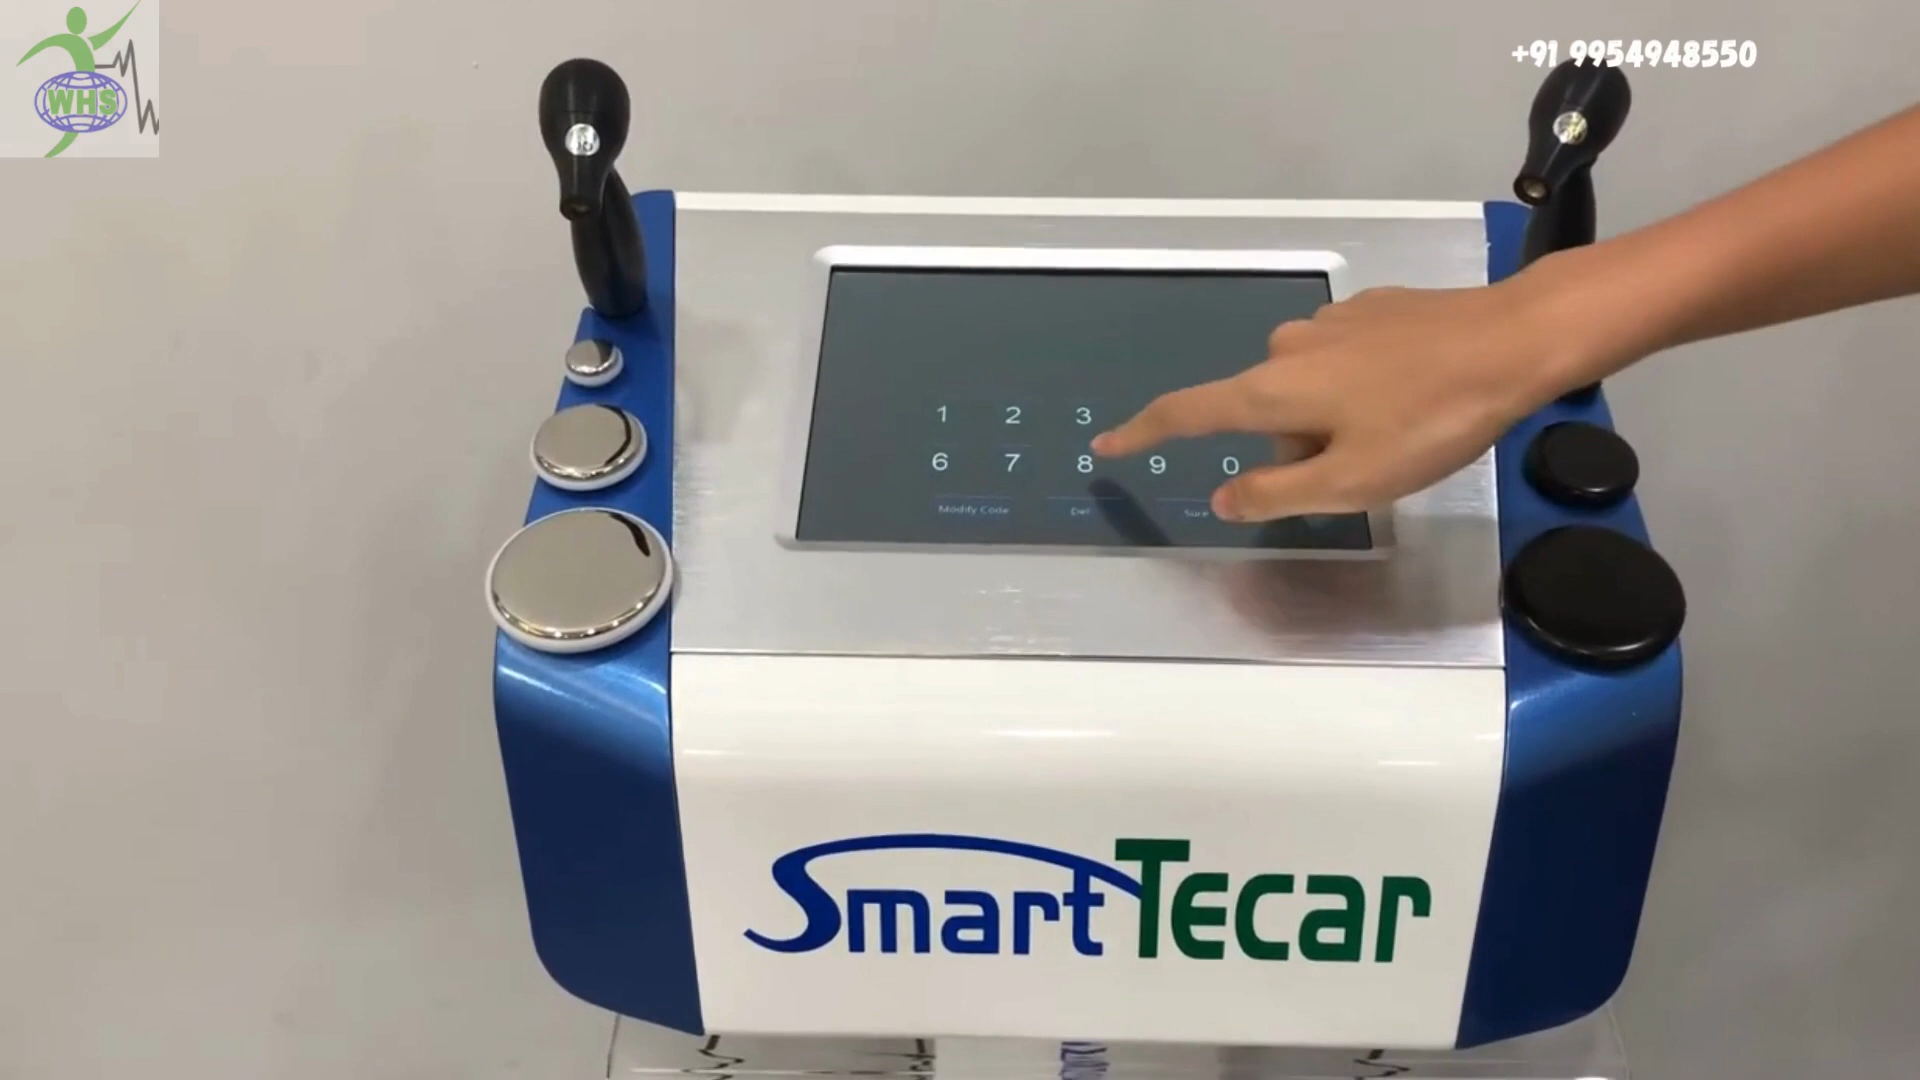 WHS
+91 9954948550
1 2 3
6 7 8 9 0
Modify Code Del Sure
SmartTecar